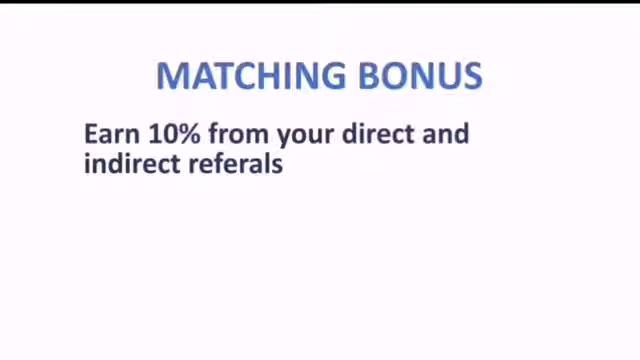 MATCHING BONUS
Earn 10% from your direct and
indirect referals